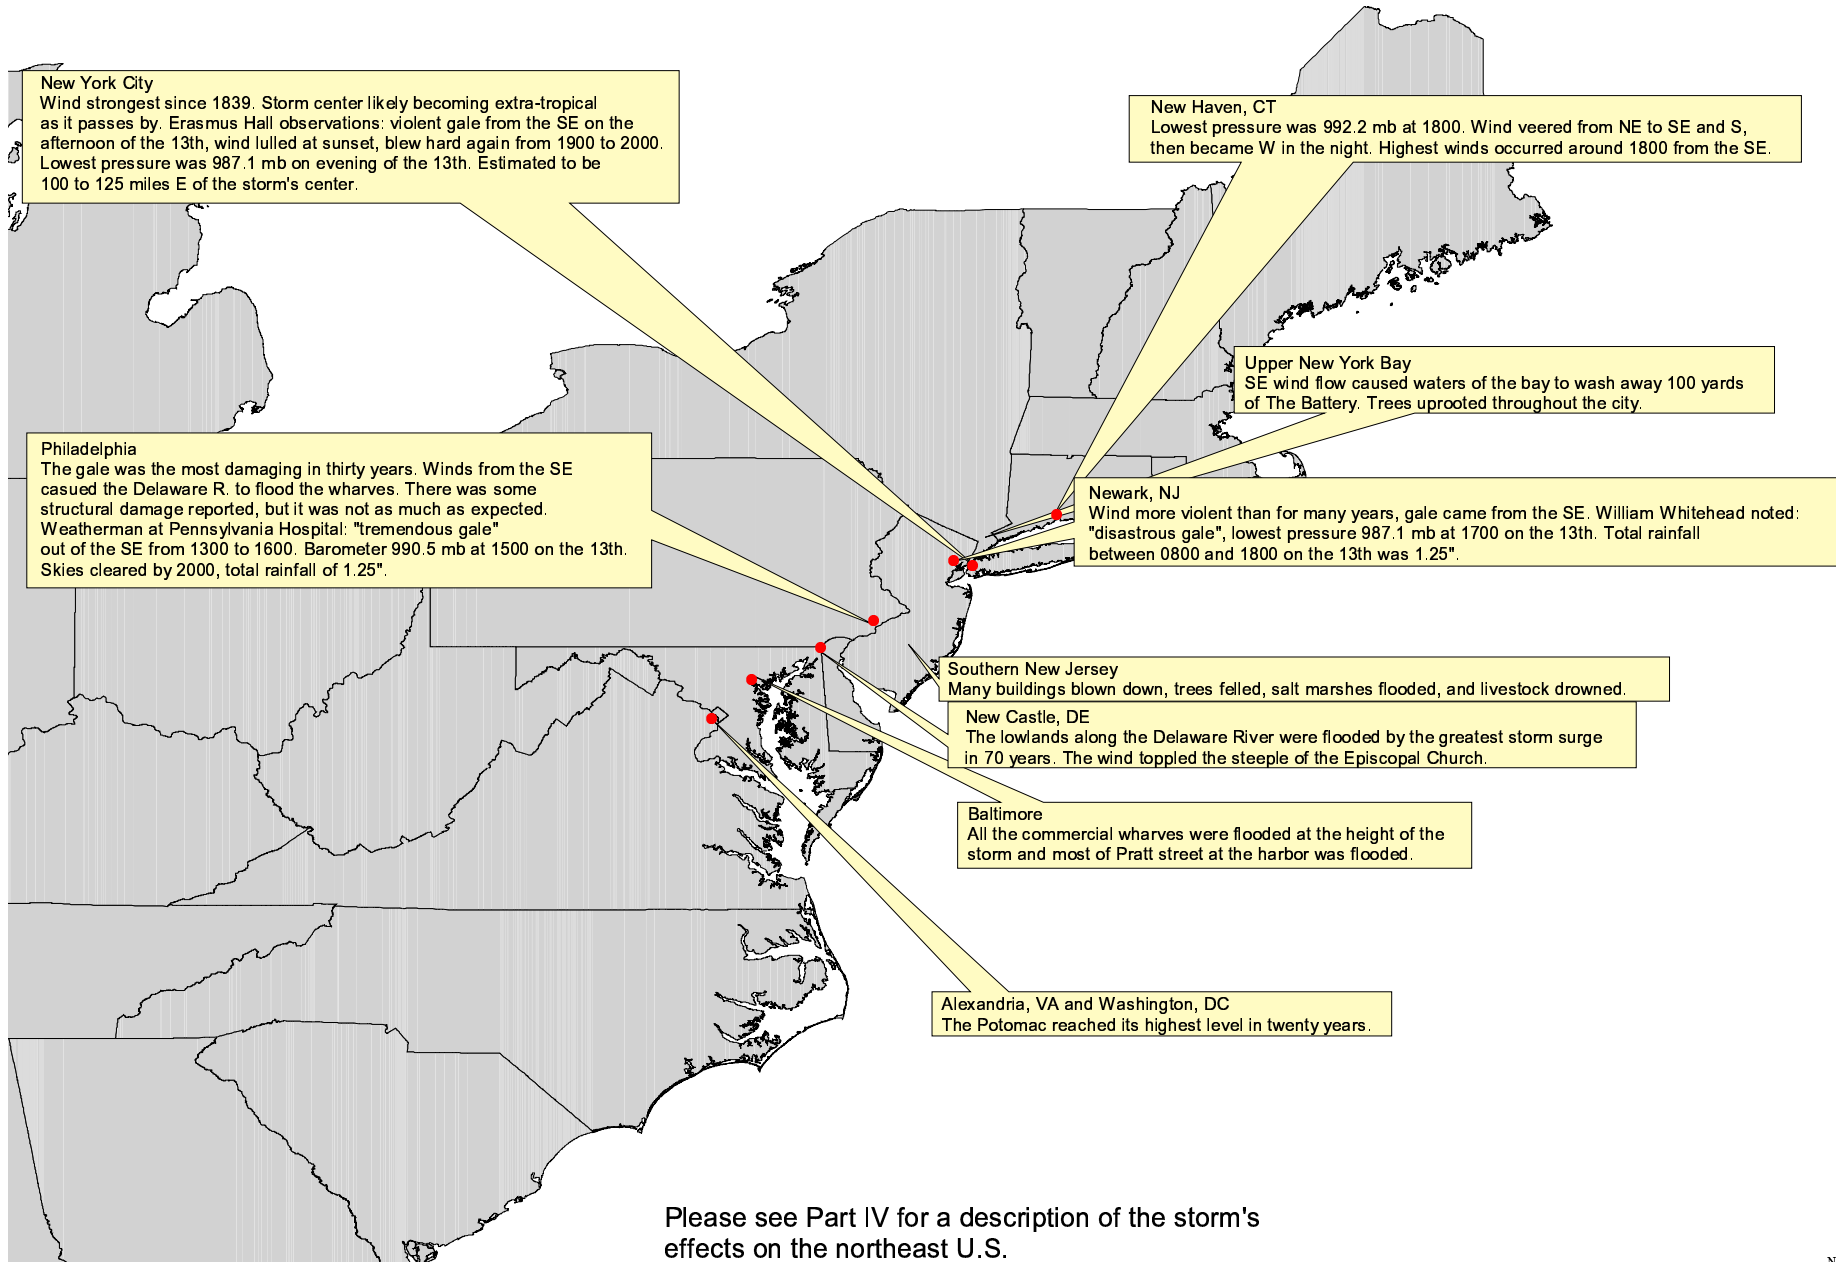 New York City
Wind strongest since 1839. Storm center likely becoming extra-tropical
as it passes by. Erasmus Hall observations: violent gale from the SE on the
afternoon of the 13th, wind lulled at sunset, blew hard again from 1900 to 2000.
Lowest pressure was 987.1 mb on evening of the 13th. Estimated to be
100 to 125 miles E of the storm's center.
New Haven, CT
Lowest pressure was 992.2 mb at 1800. Wind veered from NE to SE and S,
then became W in the night. Highest winds occurred around 1800 from the SE.
Upper New York Bay
SE wind flow caused waters of the bay to wash away 100 yards
of The Battery. Trees uprooted throughout the city.
Philadelphia
The gale was the most damaging in thirty years. Winds from the SE
casued the Delaware R. to flood the wharves. There was some
structural damage reported, but it was not as much as expected.
Weatherman at Pennsylvania Hospital: "tremendous gale"
out of the SE from 1300 to 1600. Barometer 990.5 mb at 1500 on the 13th.
Skies cleared by 2000, total rainfall of 1.25".
Newark, NJ
Wind more violent than for many years, gale came from the SE. William Whitehead noted:
"disastrous gale", lowest pressure 987.1 mb at 1700 on the 13th. Total rainfall
between 0800 and 1800 on the 13th was 1.25".
Southern New Jersey
Many buildings blown down, trees felled, salt marshes flooded, and livestock drowned.
New Castle, DE
The lowlands along the Delaware River were flooded by the greatest storm surge
in 70 years. The wind toppled the steeple of the Episcopal Church.
Baltimore
All the commercial wharves were flooded at the height of the
storm and most of Pratt street at the harbor was flooded.
Alexandria, VA and Washington, DC
The Potomac reached its highest level in twenty years.
Please see Part IV for a description of the storm's
effects on the northeast U.S.
N